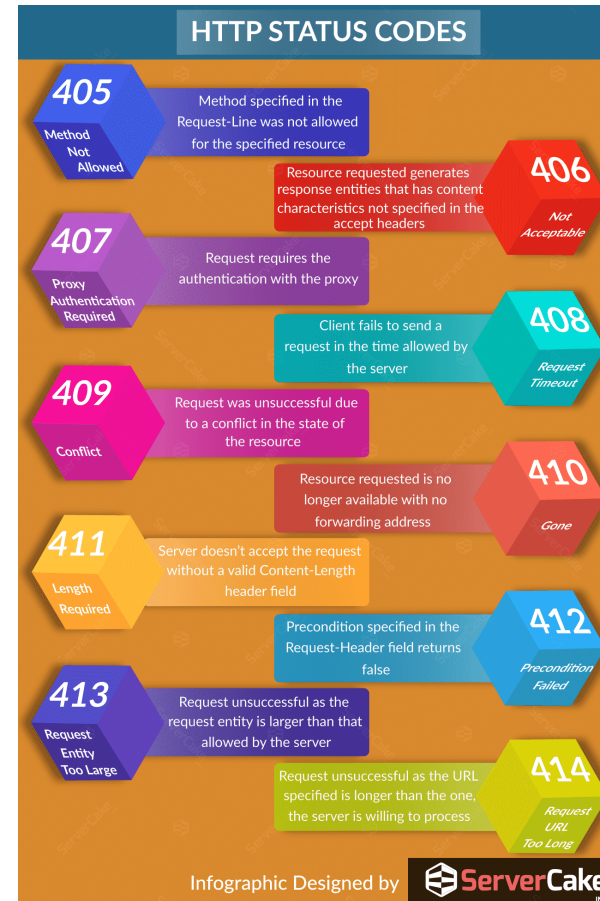 HTTP STATUS CODES
405
Method
Not
Allowed
Method specified in the
Request-Line was not allowed
for the specified resource
406
Not
Acceptable
Resource requested generates
response entities that has content
characteristics not specified in the
accept headers
407
Proxy
Authentication
Required
Request requires the
authentication with the proxy
408
Request
Timeout
Client fails to send a
request in the time allowed by
the server
409
Conflict
Request was unsuccessful due
to a conflict in the state of
the resource
410
Gone
Resource requested is no
longer available with no
forwarding address
411
Length
Required
Server doesn't accept the request
without a valid Content-Length
header field
412
Precondition
Failed
Precondition specified in the
Request-Header field returns
false
413
Request
Entity
Too Large
Request unsuccessful as the
request entity is larger than that
allowed by the server
414
Request
URL
Too Long
Request unsuccessful as the URL
specified is longer than the one,
the server is willing to process
Infographic Designed by
ServerCake